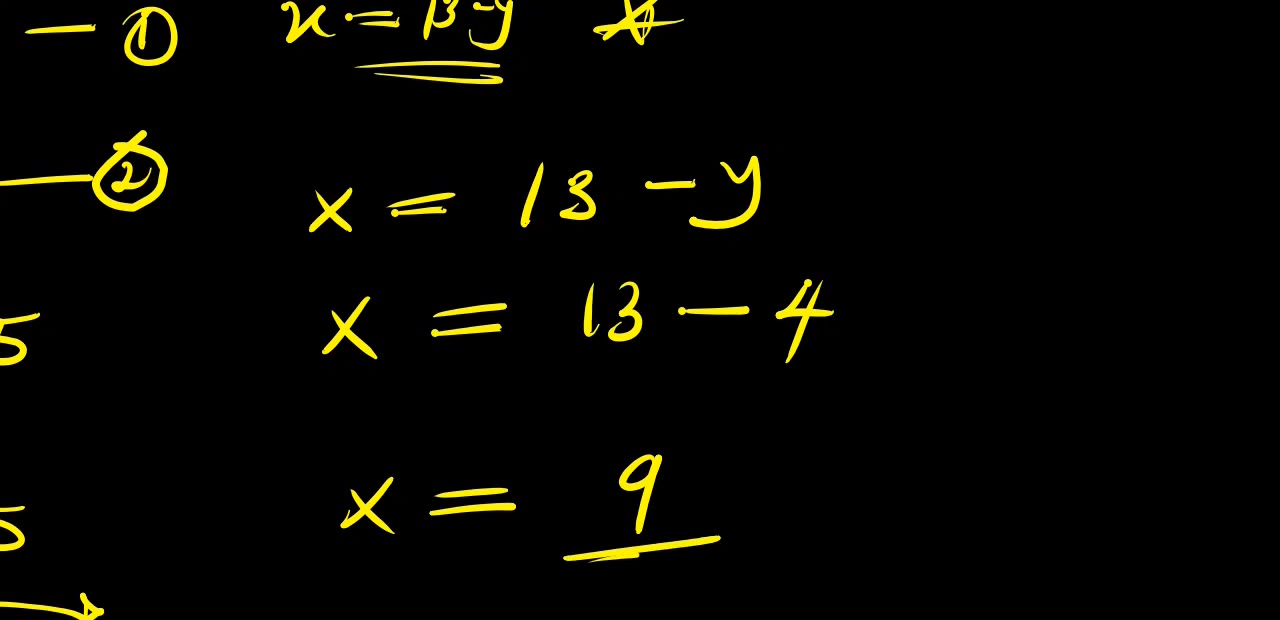 — ① x = 13 - y
— ②
x = 13 - y
5 x = 13 - 4
5 x = 9